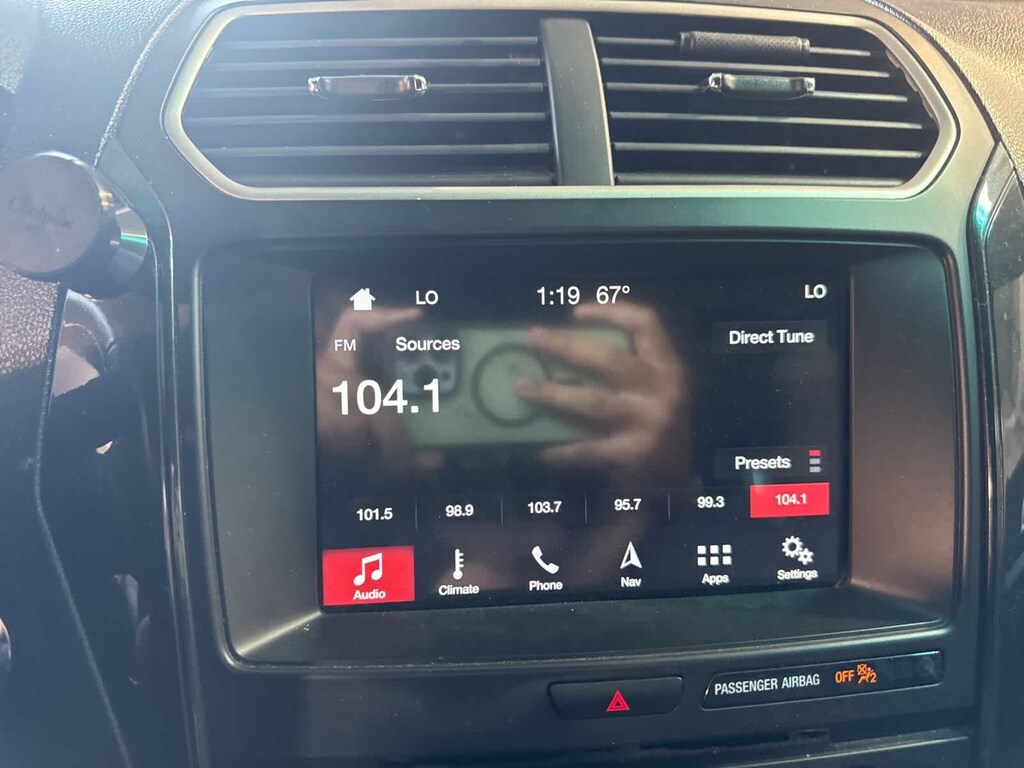 LO 1:19 67° LO
FM Sources Direct Tune
104.1
Presets
101.5 98.9 103.7 95.7 99.3 104.1
Audio Climate Phone Nav Apps Settings
PASSENGER AIRBAG OFF 2